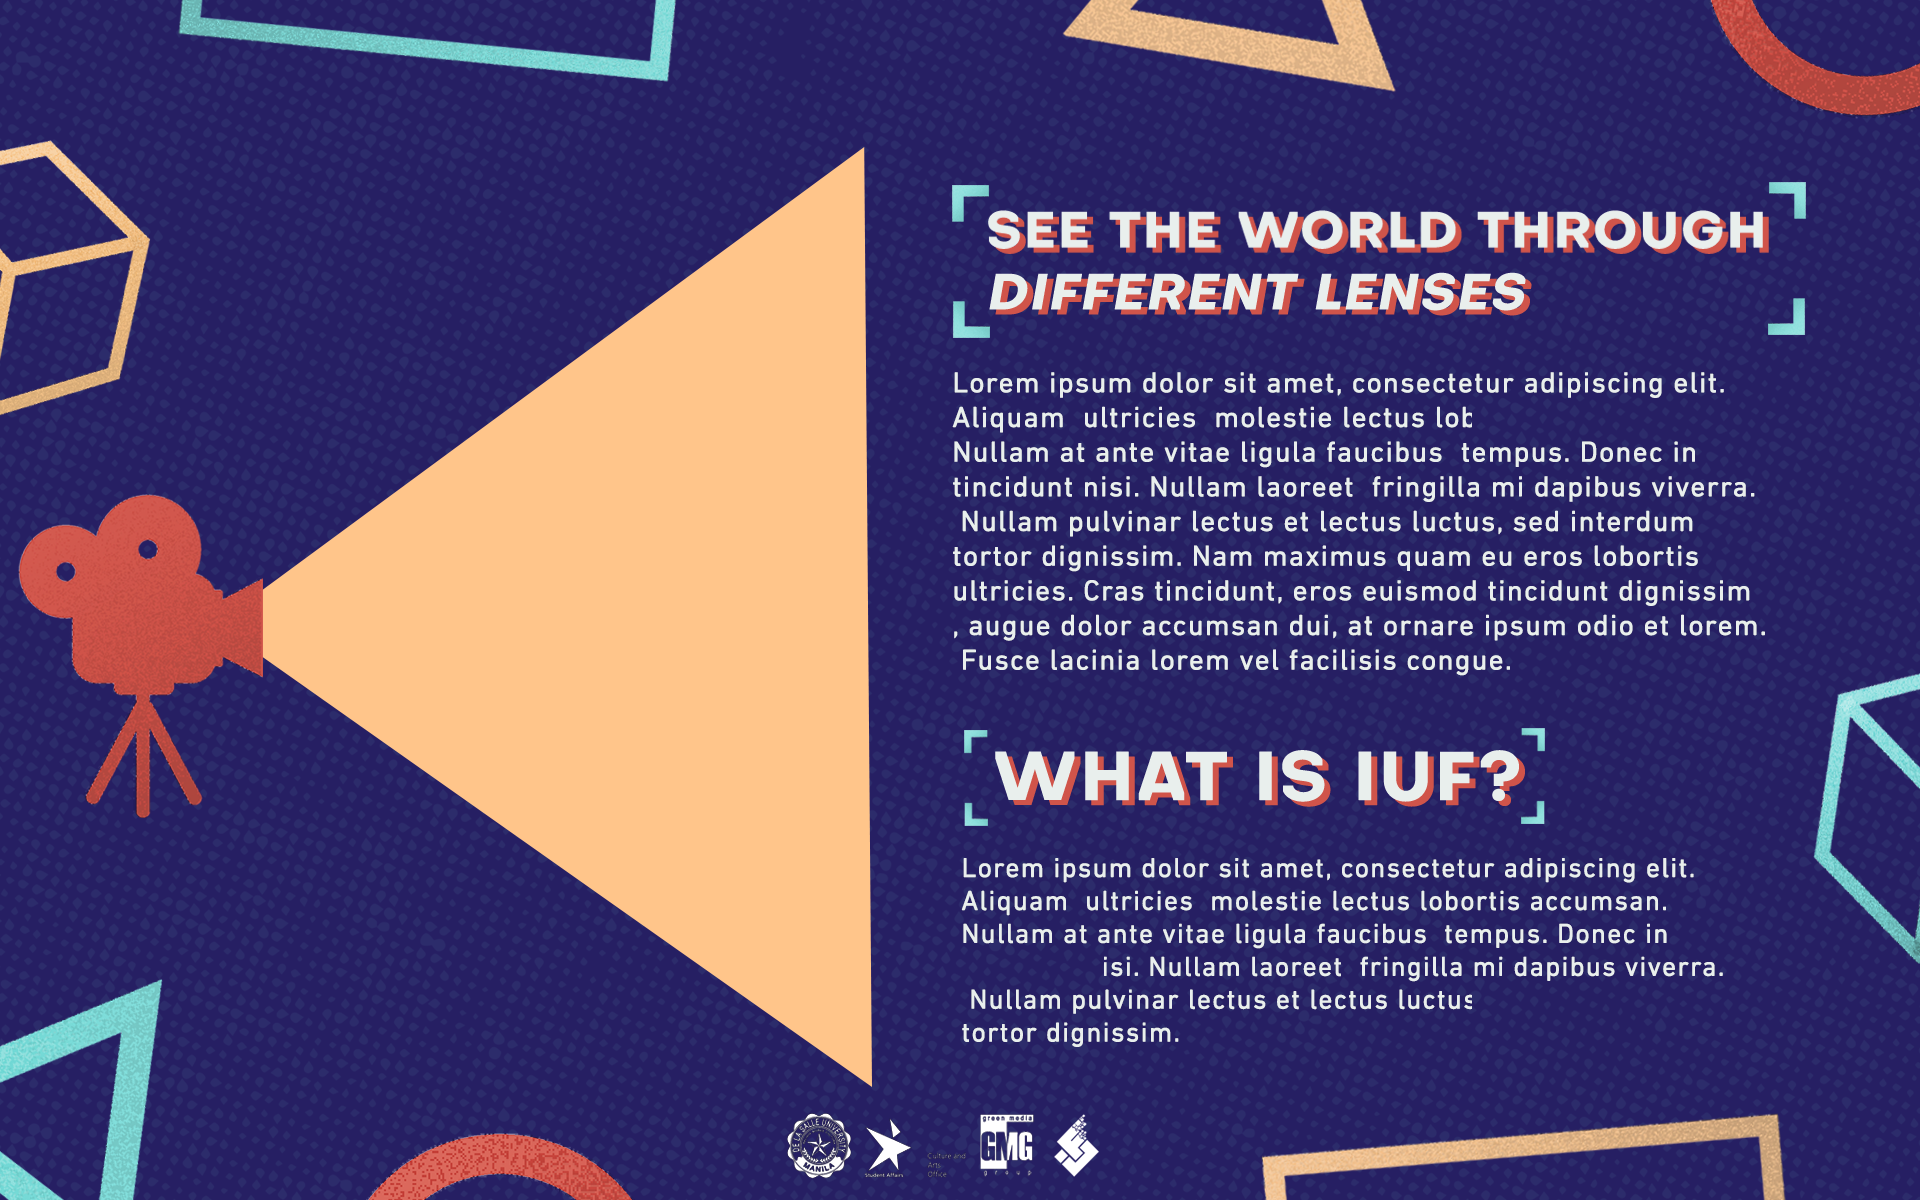 SEE THE WORLD THROUGH
DIFFERENT LENSES
Lorem ipsum dolor sit amet, consectetur adipiscing elit.
Aliquam ultricies molestie lectus lob
Nullam at ante vitae ligula faucibus tempus. Donec in
tincidunt nisi. Nullam laoreet fringilla mi dapibus viverra.
Nullam pulvinar lectus et lectus luctus, sed interdum
tortor dignissim. Nam maximus quam eu eros lobortis
ultricies. Cras tincidunt, eros euismod tincidunt dignissim
, augue dolor accumsan dui, at ornare ipsum odio et lorem.
Fusce lacinia lorem vel facilisis congue.
WHAT IS IUF?
Lorem ipsum dolor sit amet, consectetur adipiscing elit.
Aliquam ultricies molestie lectus lobortis accumsan.
Nullam at ante vitae ligula faucibus tempus. Donec in
isi. Nullam laoreet fringilla mi dapibus viverra.
Nullam pulvinar lectus et lectus luctus
tortor dignissim.
DE LA SALLE UNIVERSITY
MANILA
Student Affairs
Culture and
Arts
Office
green media
GMG
group